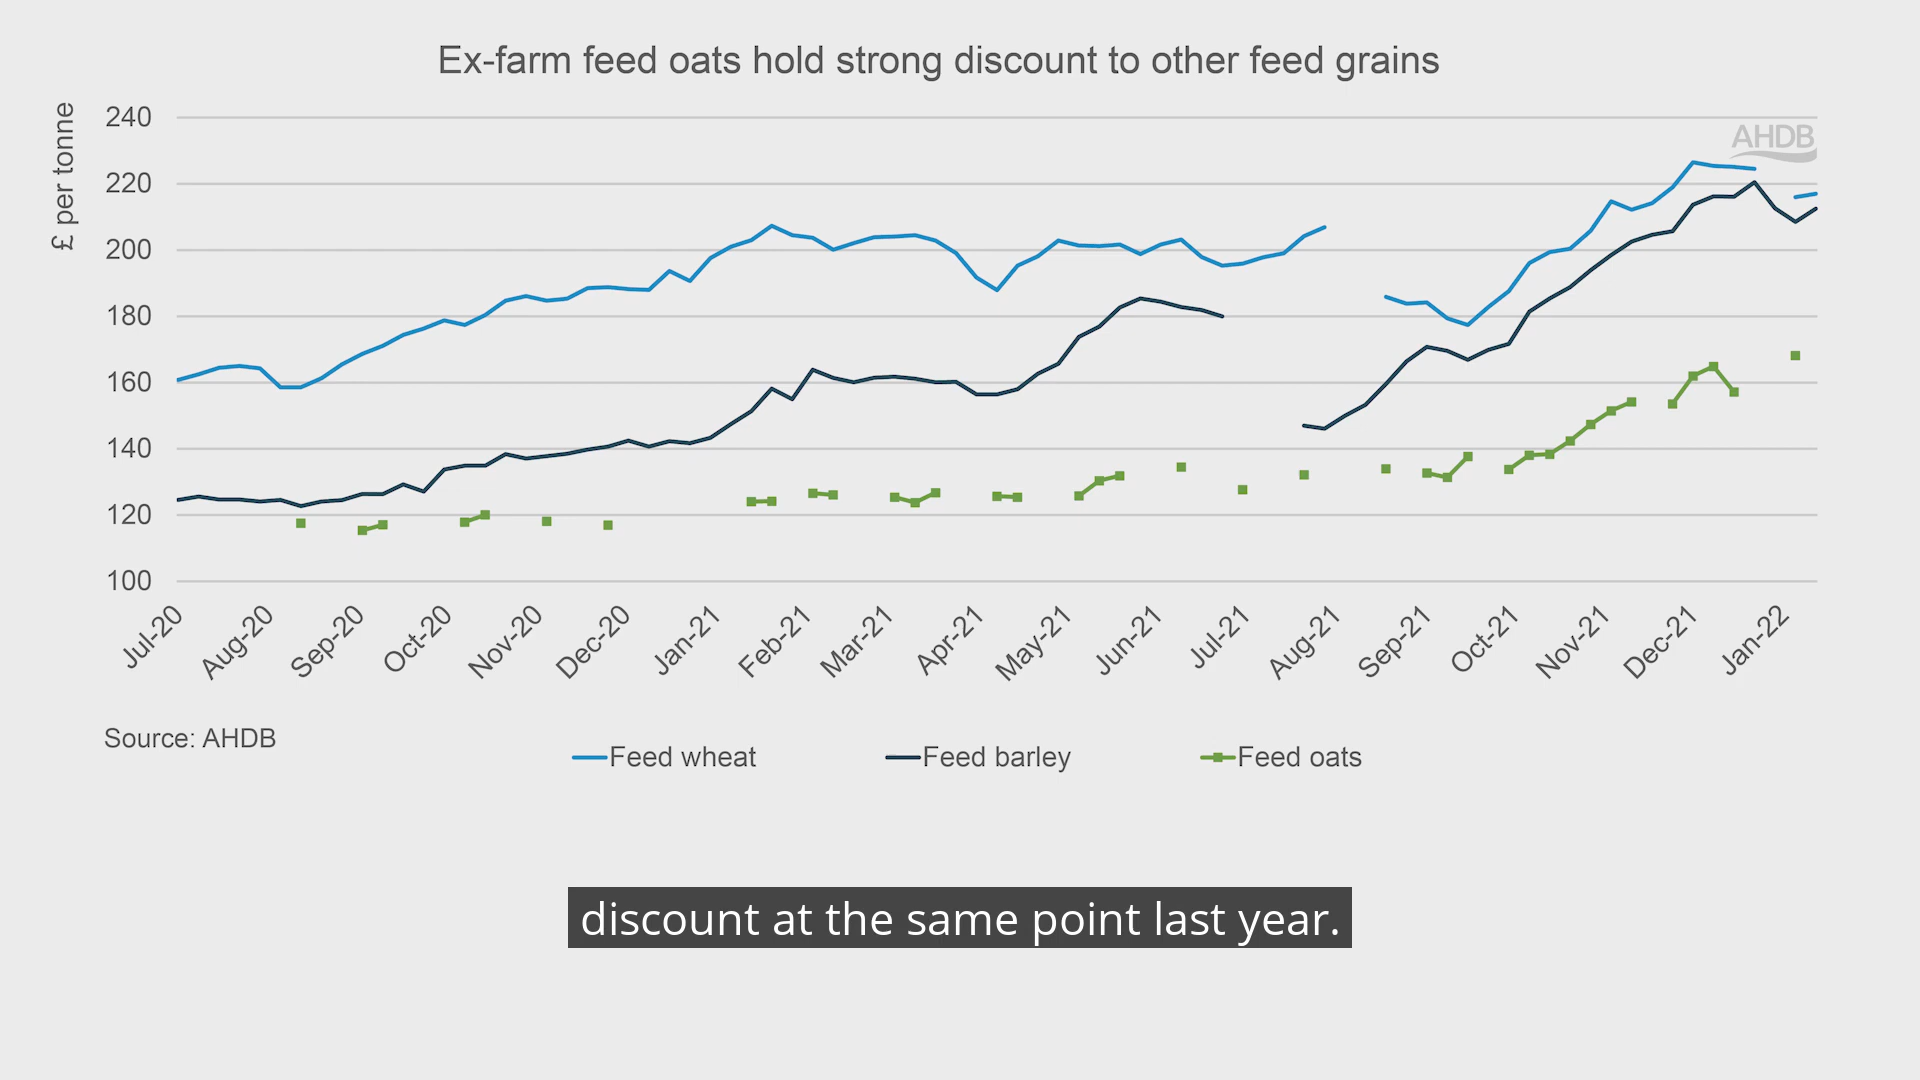 Ex-farm feed oats hold strong discount to other feed grains
£ per tonne
240
220
200
180
160
140
120
100
AHDB
Jul-20
Aug-20
Sep-20
Oct-20
Nov-20
Dec-20
Jan-21
Feb-21
Mar-21
Apr-21
May-21
Jun-21
Jul-21
Aug-21
Sep-21
Oct-21
Nov-21
Dec-21
Jan-22
Source: AHDB
Feed wheat
Feed barley
Feed oats
discount at the same point last year.